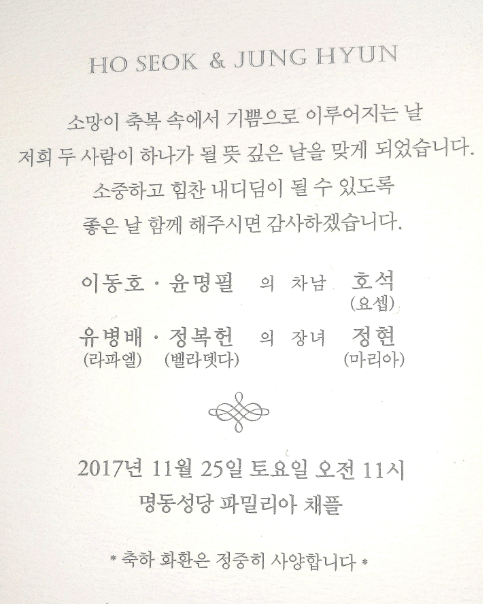 HO SEOK & JUNG HYUN
소망이 축복 속에서 기쁨으로 이루어지는 날
저희 두 사람이 하나가 될 뜻 깊은 날을 맞게 되었습니다.
소중하고 힘찬 내디딤이 될 수 있도록
좋은 날 함께 해주시면 감사하겠습니다.
이동호 · 윤명필 의 차남 호석
(요셉)
유병배 · 정복헌 의 장녀 정현
(라파엘) (벨라뎃다) (마리아)
2017년 11월 25일 토요일 오전 11시
명동성당 파밀리아 채플
* 축하 화환은 정중히 사양합니다 *